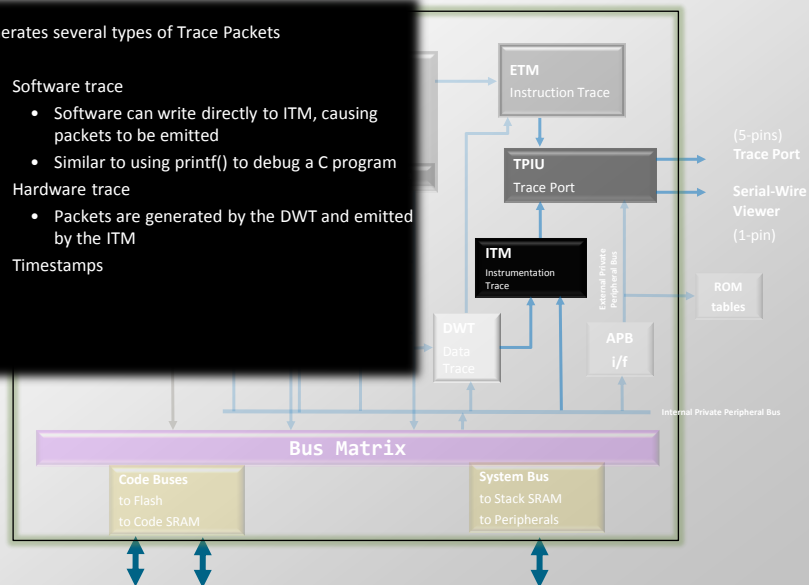 Software trace
• Software can write directly to ITM, causing
packets to be emitted
• Similar to using printf() to debug a C program
Hardware trace
• Packets are generated by the DWT and emitted
by the ITM
Timestamps
several types of Trace Packets
ETM
Instruction Trace
TPIU
Trace Port
(5-pins)
Trace Port
Serial-Wire
Viewer
(1-pin)
ITM
Instrumentation
Trace
External Private
Peripheral Bus
ROM
tables
DWT
Data
Trace
APB
i/f
Internal Private Peripheral Bus
Bus Matrix
Code Buses
to Flash
to Code SRAM
System Bus
to Stack SRAM
to Peripherals